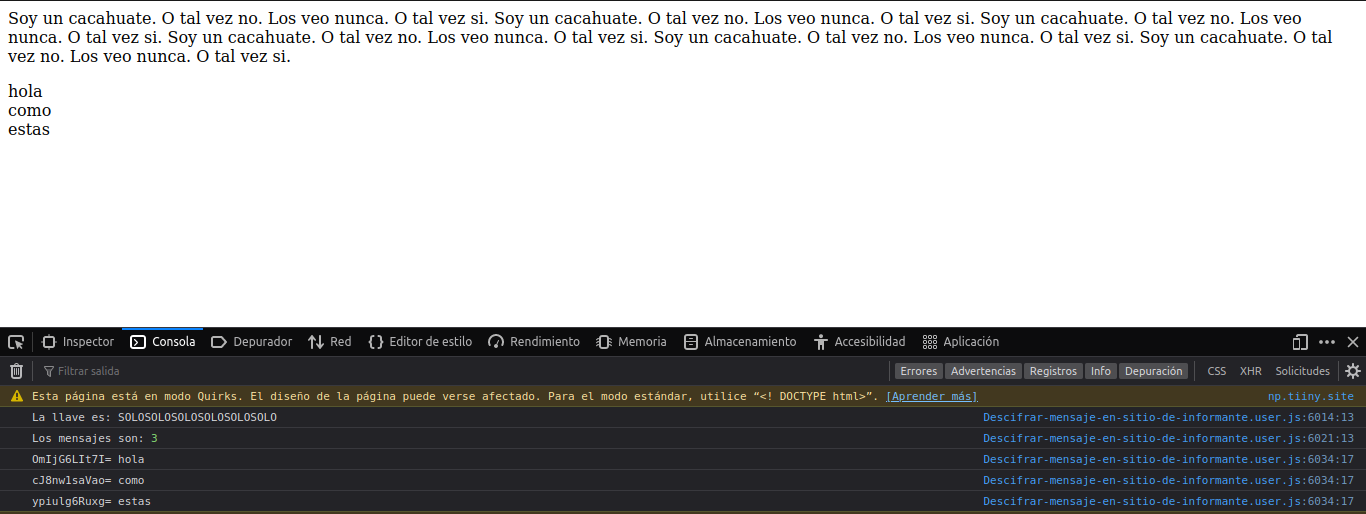 Soy un cacahuate. O tal vez no. Los veo nunca. O tal vez si. Soy un cacahuate. O tal vez no. Los veo nunca. O tal vez si. Soy un cacahuate. O tal vez no. Los veo
nunca. O tal vez si. Soy un cacahuate. O tal vez no. Los veo nunca. O tal vez si. Soy un cacahuate. O tal vez no. Los veo nunca. O tal vez si. Soy un cacahuate. O tal
vez no. Los veo nunca. O tal vez si.
hola
como
estas
Inspector Consola Depurador Red Editor de estilo Rendimiento Memoria Almacenamiento Accesibilidad Aplicación
Filtrar salida Errores Advertencias Registros Info Depuración CSS XHR Solicitudes
Esta página está en modo Quirks. El diseño de la página puede verse afectado. Para el modo estándar, utilice “<! DOCTYPE html>”. [Aprender más] np.tiiny.site
La llave es: SOLOSOLOSOLOSOLOSOLOSOLO Descifrar-mensaje-en-sitio-de-informante.user.js:6014:13
Los mensajes son: 3 Descifrar-mensaje-en-sitio-de-informante.user.js:6021:13
OmIjG6LIt7I= hola Descifrar-mensaje-en-sitio-de-informante.user.js:6034:17
cJ8nw1saVao= como Descifrar-mensaje-en-sitio-de-informante.user.js:6034:17
ypiulg6Ruxg= estas Descifrar-mensaje-en-sitio-de-informante.user.js:6034:17